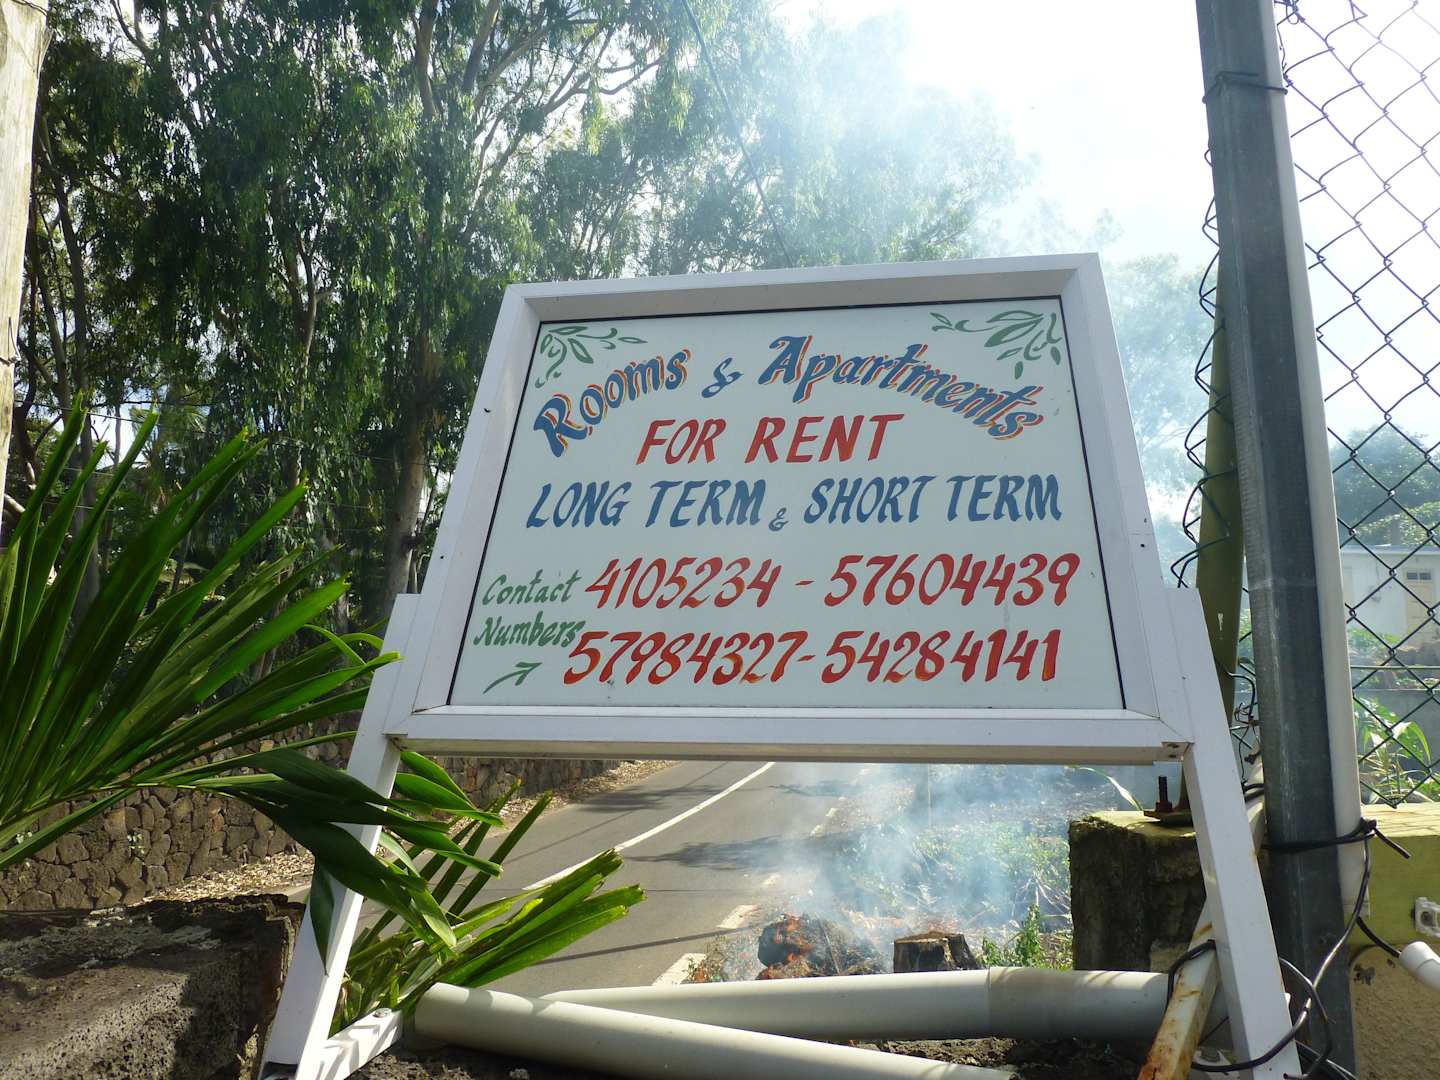 Rooms & Apartments
FOR RENT
LONG TERM & SHORT TERM
Contact Numbers
4105234 - 57604439
57984327 - 54284141